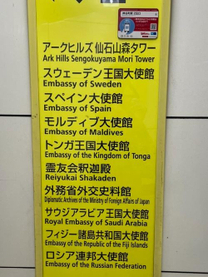 アークヒルズ 仙石山森タワー
Ark Hills Sengokuyama Mori Tower
スウェーデン王国大使館
Embassy of Sweden
スペイン大使館
Embassy of Spain
モルディブ大使館
Embassy of Maldives
トンガ王国大使館
Embassy of the Kingdom of Tonga
霊友会釈迦殿
Reiyukai Shakaden
外務省外交史料館
Diplomatic Archives of the Ministry of Foreign Affairs of Japan
サウジアラビア王国大使館
Royal Embassy of Saudi Arabia
フィジー諸島共和国大使館
Embassy of the Republic of the Fiji Islands
ロシア連邦大使館
Embassy of the Russian Federation